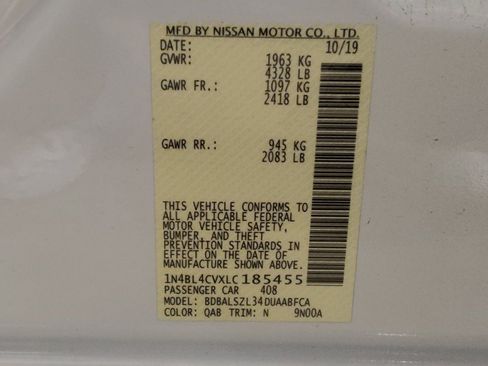 MFD BY NISSAN MOTOR CO., LTD.
DATE: 10/19
GVWR: 1963 KG
4328 LB
GAWR FR.: 1097 KG
2418 LB
GAWR RR.: 945 KG
2083 LB
THIS VEHICLE CONFORMS TO
ALL APPLICABLE FEDERAL
MOTOR VEHICLE SAFETY,
BUMPER, AND THEFT
PREVENTION STANDARDS IN
EFFECT ON THE DATE OF
MANUFACTURE SHOWN ABOVE.
1N4BL4CVXLC185455
PASSENGER CAR 408
MODEL: BDBALSZL34DUAABFCA
COLOR: QAB TRIM: N 9N00A